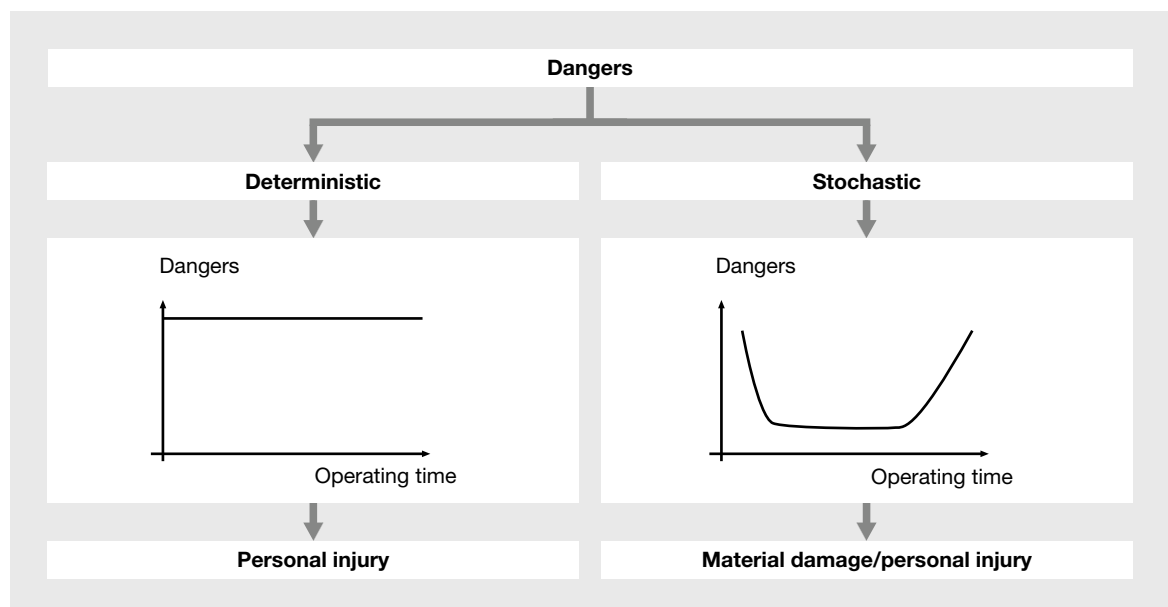 Dangers
Deterministic
Stochastic
Dangers
Operating time
Dangers
Operating time
Personal injury
Material damage/personal injury